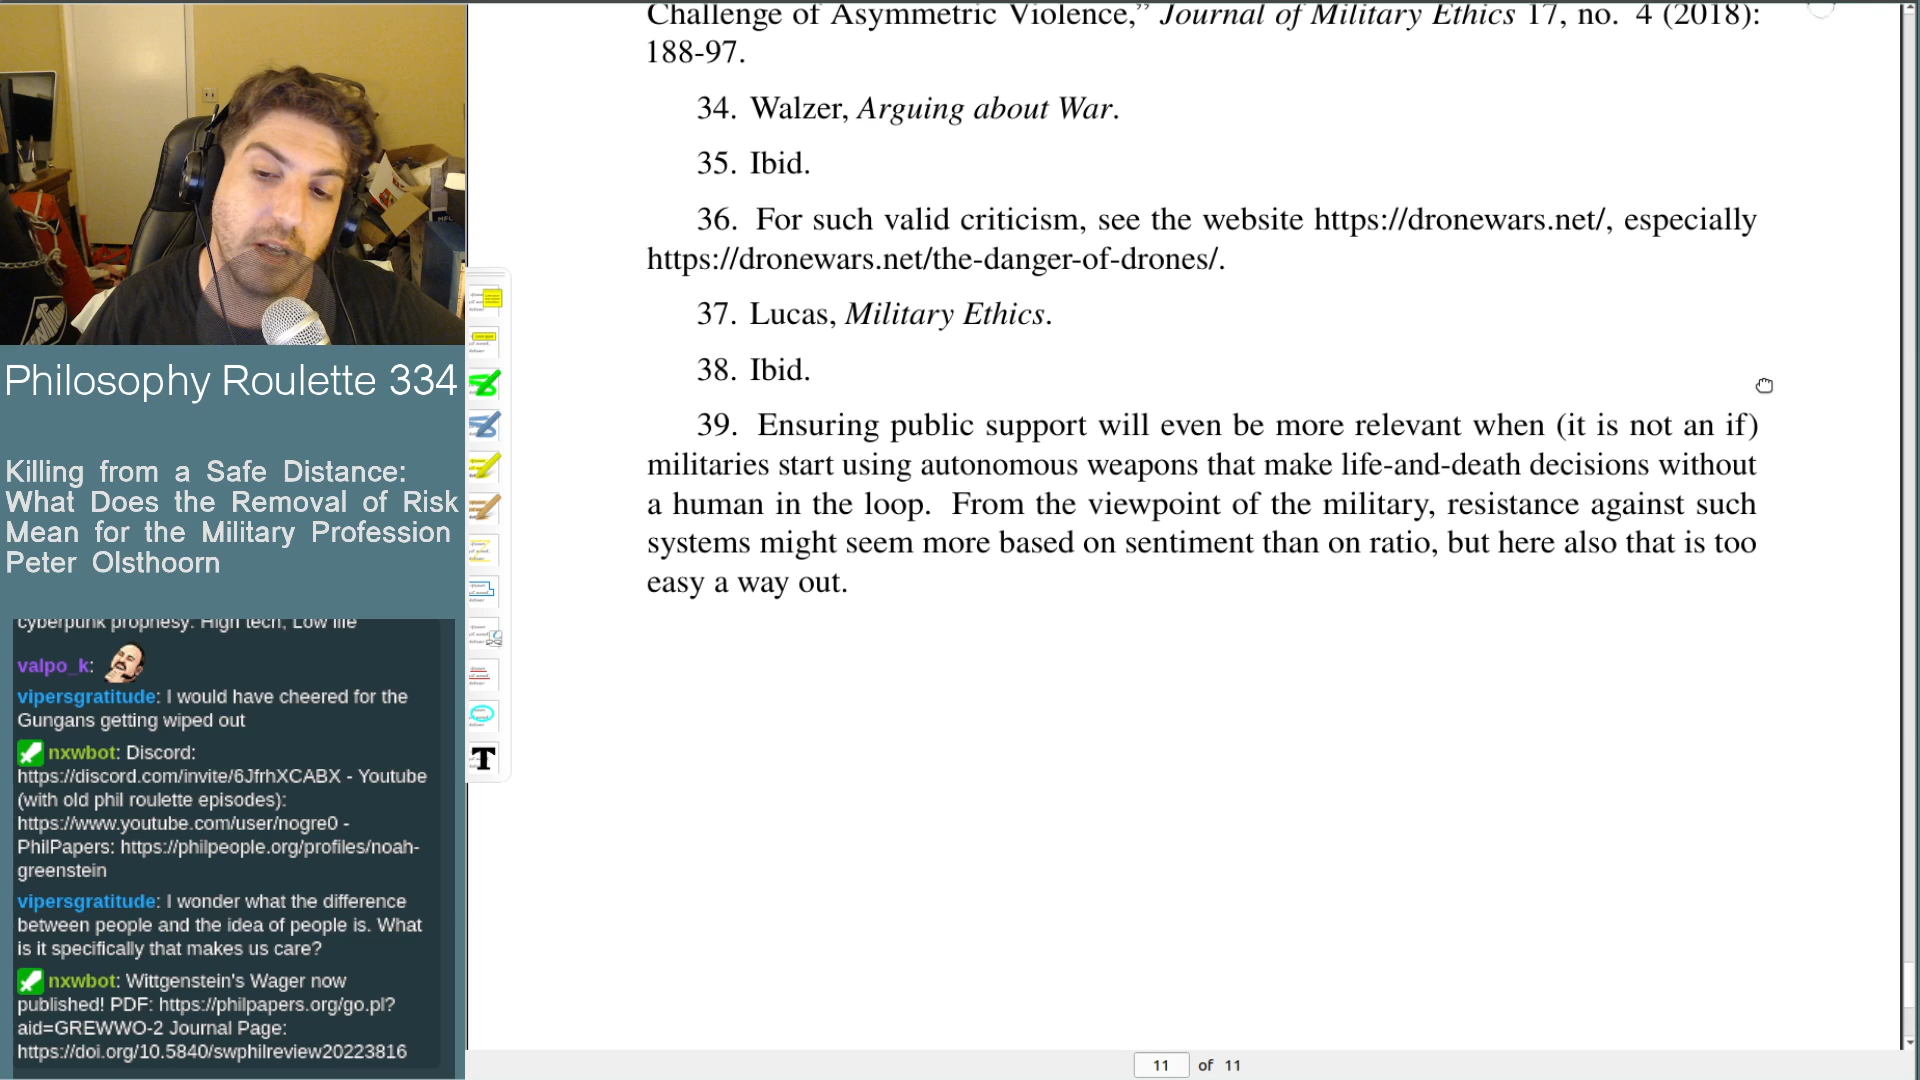 Challenge of Asymmetric Violence,” Journal of Military Ethics 17, no. 4 (2018):
188-97.
34. Walzer, Arguing about War.
35. Ibid.
36. For such valid criticism, see the website https://dronewars.net/, especially
https://dronewars.net/the-danger-of-drones/.
37. Lucas, Military Ethics.
38. Ibid.
39. Ensuring public support will even be more relevant when (it is not an if)
militaries start using autonomous weapons that make life-and-death decisions without
a human in the loop. From the viewpoint of the military, resistance against such
systems might seem more based on sentiment than on ratio, but here also that is too
easy a way out.
11 of 11
Philosophy Roulette 334
Killing from a Safe Distance:
What Does the Removal of Risk
Mean for the Military Profession
Peter Olsthoorn
cyberpunk prophesy: High tech, Low life
valpo_k:
vipersgratitude: I would have cheered for the
Gungans getting wiped out
nxwbot: Discord:
https://discord.com/invite/6JfrhXCABX - Youtube
(with old phil roulette episodes):
https://www.youtube.com/user/nogre0 -
PhilPapers: https://philpeople.org/profiles/noah-
greenstein
vipersgratitude: I wonder what the difference
between people and the idea of people is. What
is it specifically that makes us care?
nxwbot: Wittgenstein's Wager now
published! PDF: https://philpapers.org/go.pl?
aid=GREWWO-2 Journal Page:
https://doi.org/10.5840/swphilreview20223816
T